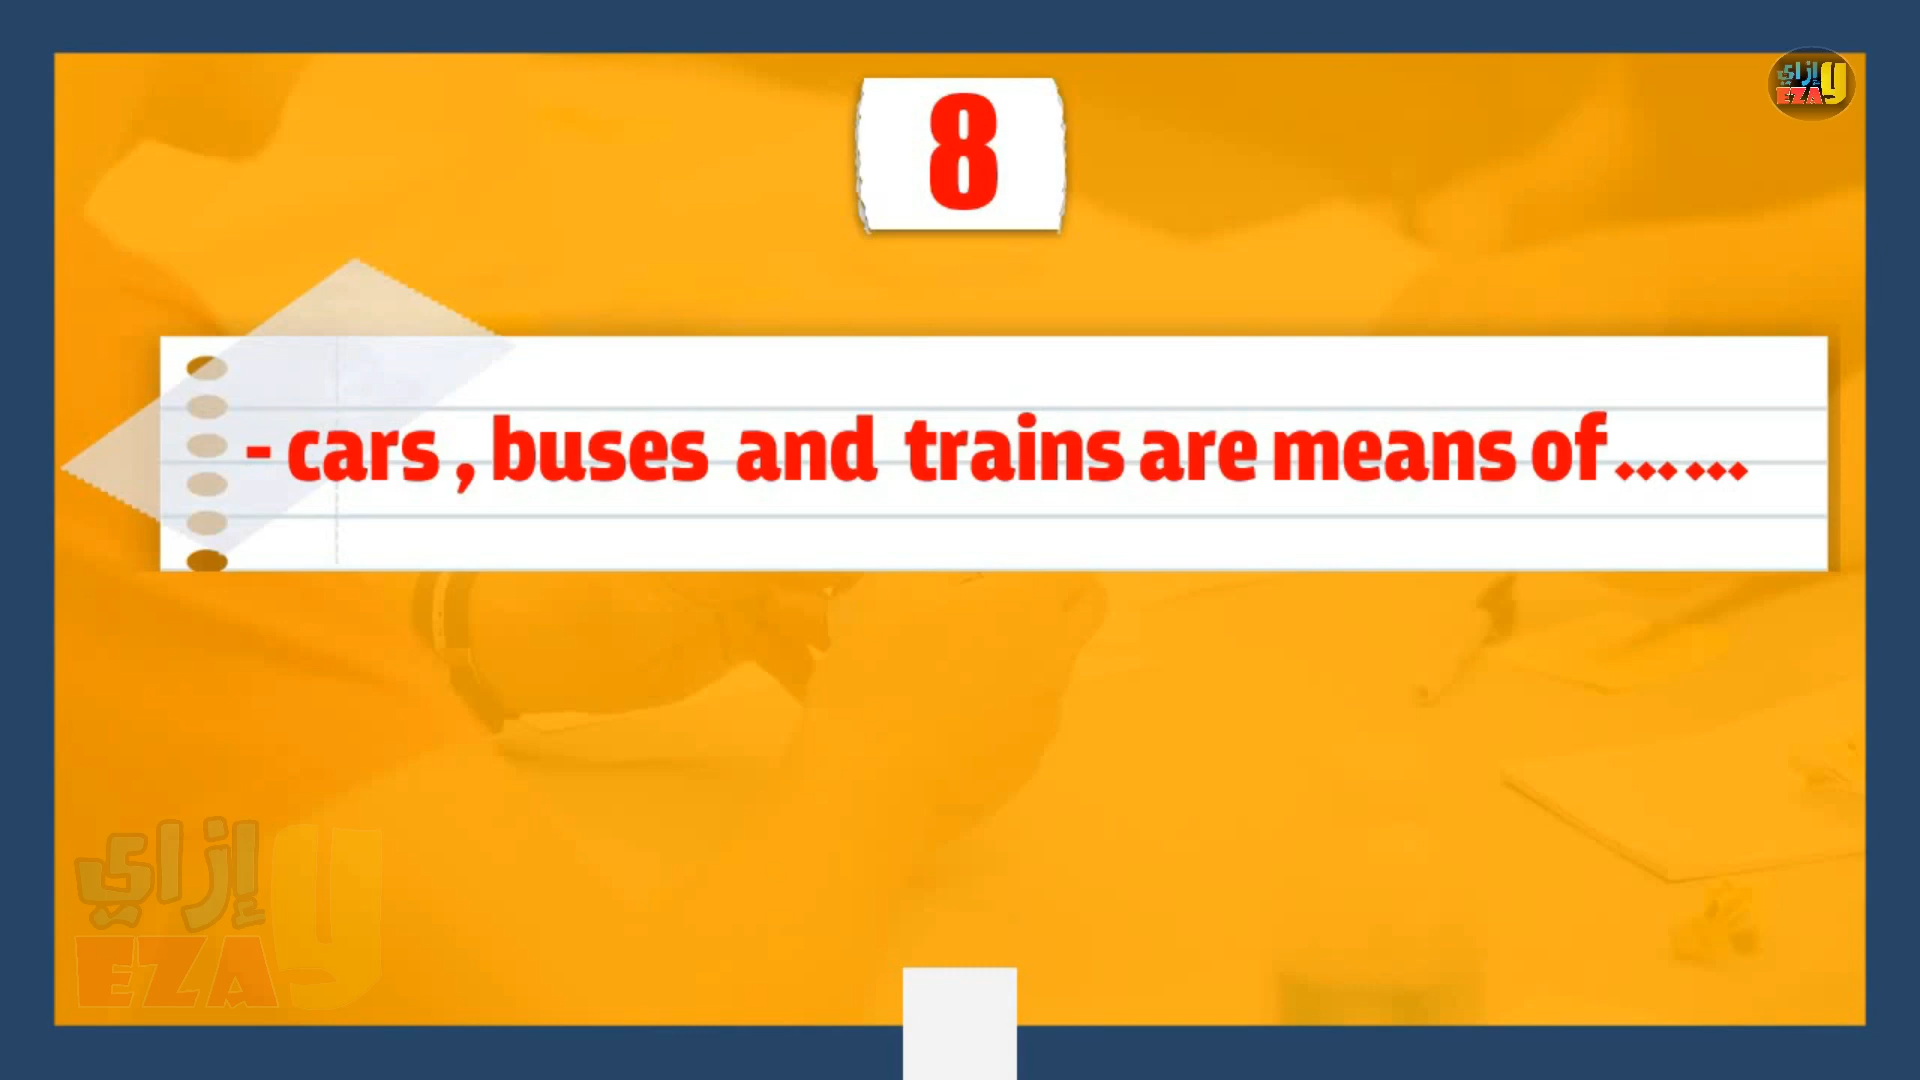 إزاي
EZAY
8
- cars , buses and trains are means of ......
إزاي
EZAY